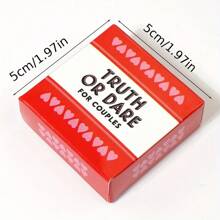 5cm/1.97in
5cm/1.97in
TRUTH
OR DARE
FOR COUPLES